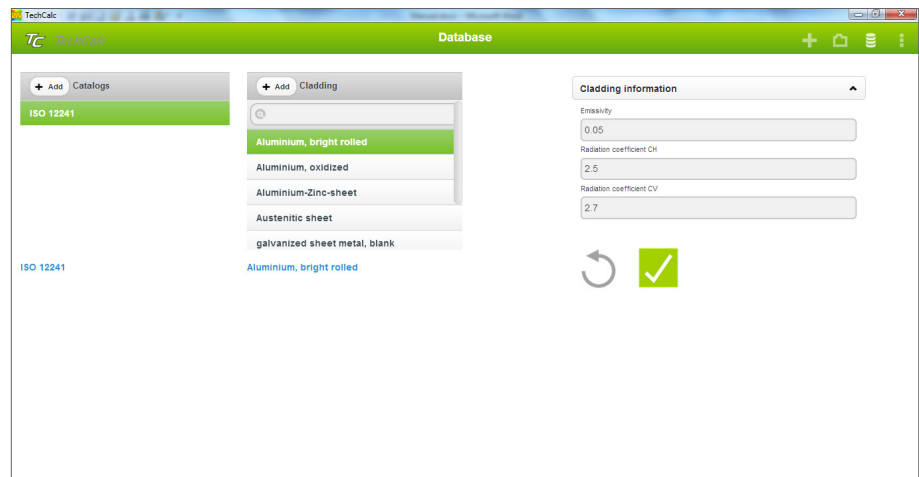 TechCalc
TC TechCalc
Database
+ Add Catalogs
ISO 12241
+ Add Cladding
Aluminium, bright rolled
Aluminium, oxidized
Aluminium-Zinc-sheet
Austenitic sheet
galvanized sheet metal, blank
Cladding information
Emissivity
0.05
Radiation coefficient CH
2.5
Radiation coefficient CV
2.7
ISO 12241
Aluminium, bright rolled